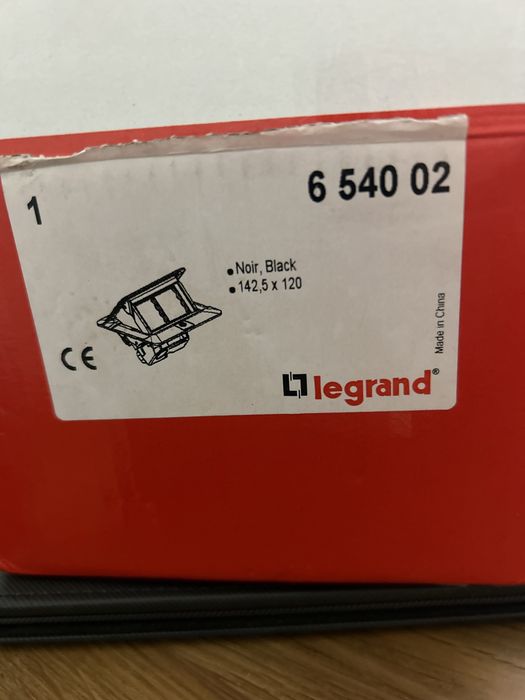 1
6 540 02
• Noir, Black
• 142,5 x 120
CE
Made in China
legrand®